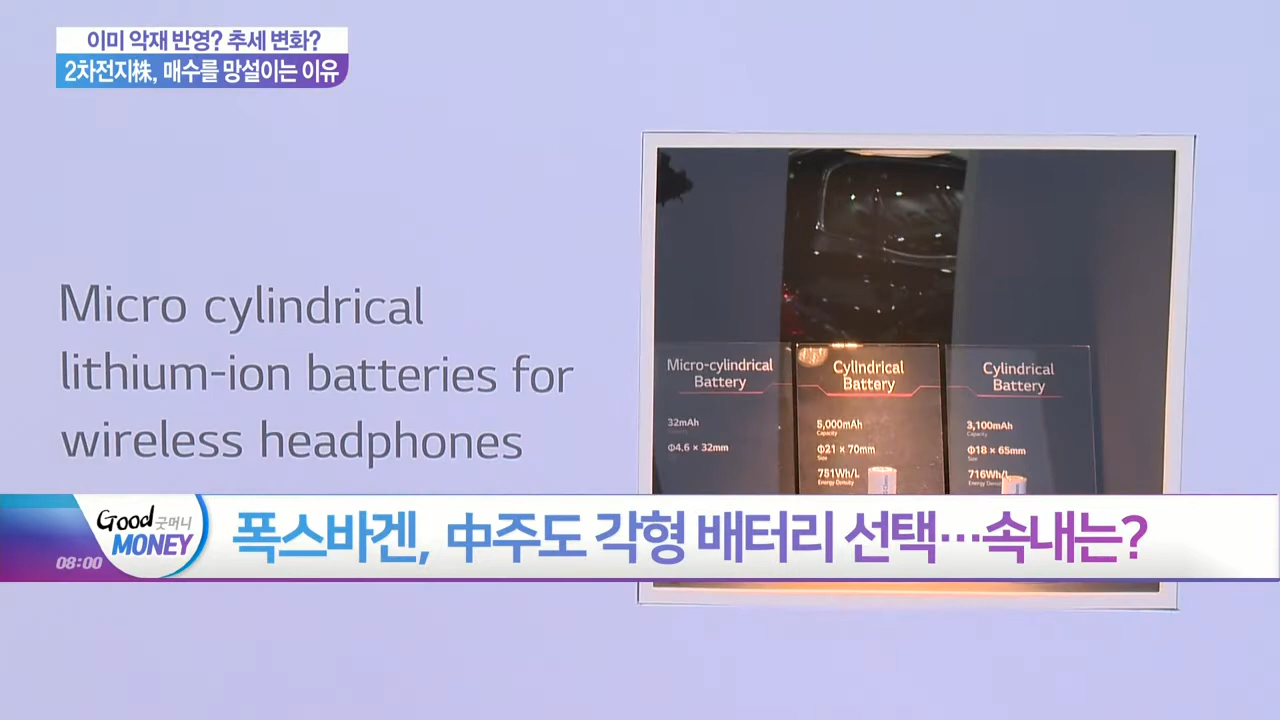 이미 악재 반영? 추세 변화?
2차전지株, 매수를 망설이는 이유
Micro cylindrical
lithium-ion batteries for
wireless headphones
Micro-cylindrical
Battery
32mAh
Φ4.6 × 32mm
Cylindrical
Battery
5,000mAh
Capacity
Φ21 × 70mm
Size
751Wh/L
Energy Density
Cylindrical
Battery
3,100mAh
Capacity
Φ18 × 65mm
Size
716Wh/L
Energy Density
Good 굿머니
MONEY
08:00
폭스바겐, 中주도 각형 배터리 선택…속내는?